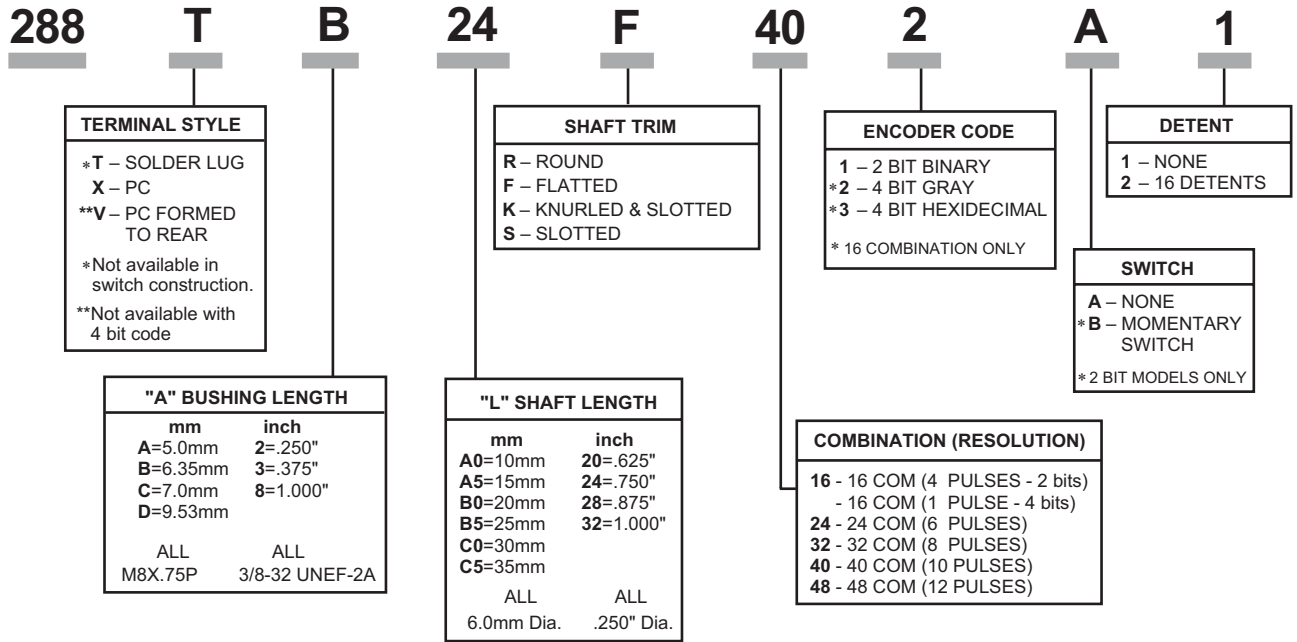 288 T B 24 F 40 2 A 1
TERMINAL STYLE
*T – SOLDER LUG
X – PC
**V – PC FORMED
TO REAR
*Not available in
switch construction.
**Not available with
4 bit code
SHAFT TRIM
R – ROUND
F – FLATTED
K – KNURLED & SLOTTED
S – SLOTTED
ENCODER CODE
1 – 2 BIT BINARY
*2 – 4 BIT GRAY
*3 – 4 BIT HEXIDECIMAL
* 16 COMBINATION ONLY
DETENT
1 – NONE
2 – 16 DETENTS
SWITCH
A – NONE
*B – MOMENTARY
SWITCH
*2 BIT MODELS ONLY
"A" BUSHING LENGTH
mm inch
A=5.0mm 2=.250"
B=6.35mm 3=.375"
C=7.0mm 8=1.000"
D=9.53mm
ALL ALL
M8X.75P 3/8-32 UNEF-2A
"L" SHAFT LENGTH
mm inch
A0=10mm 20=.625"
A5=15mm 24=.750"
B0=20mm 28=.875"
B5=25mm 32=1.000"
C0=30mm
C5=35mm
ALL ALL
6.0mm Dia. .250" Dia.
COMBINATION (RESOLUTION)
16 - 16 COM (4 PULSES - 2 bits)
- 16 COM (1 PULSE - 4 bits)
24 - 24 COM (6 PULSES)
32 - 32 COM (8 PULSES)
40 - 40 COM (10 PULSES)
48 - 48 COM (12 PULSES)